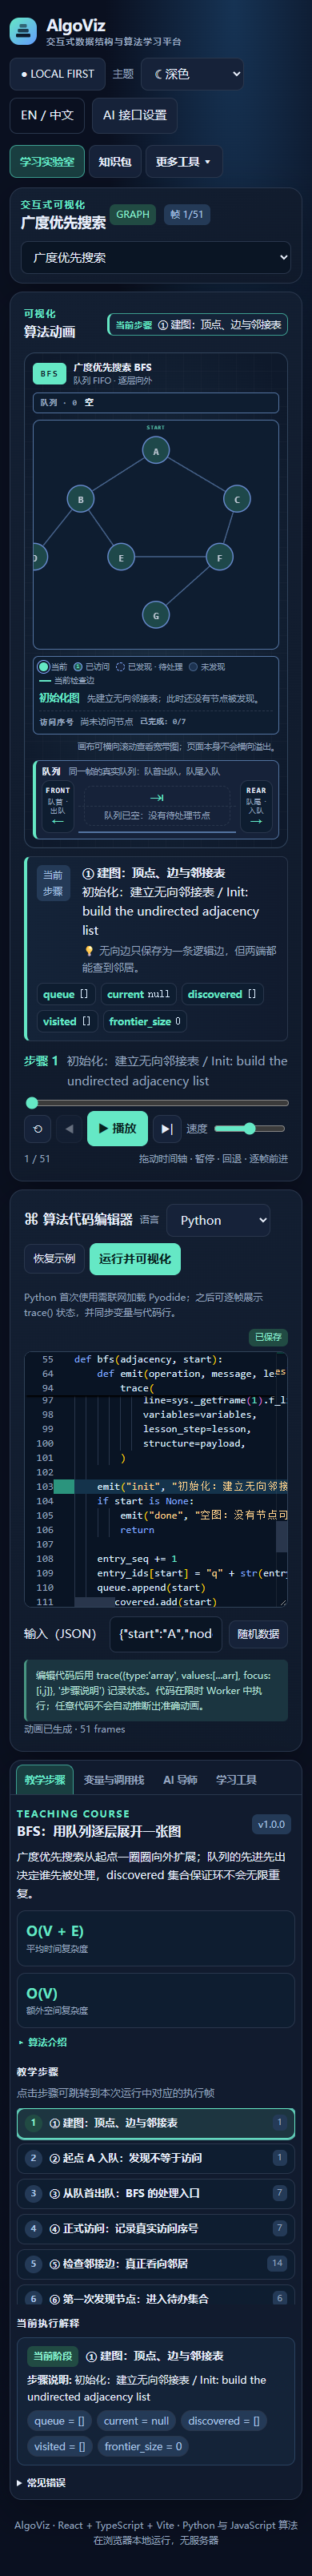 AlgoViz
交互式数据结构与算法学习平台
● LOCAL FIRST
主题
☾ 深色
EN / 中文
AI 接口设置
学习实验室
知识包
更多工具 ▾
交互式可视化
广度优先搜索
GRAPH
帧 1/51
广度优先搜索
可视化
算法动画
当前步骤 ① 建图：顶点、边与邻接表
BFS
广度优先搜索 BFS
队列 FIFO · 逐层向外
队列 · 0 空
START
A
B
C
D
E
F
G
当前
1 已访问
已发现 · 待处理
未发现
当前检查边
初始化图 先建立无向邻接表；此时还没有节点被发现。
访问序号 尚未访问节点 已完成: 0/7
画布可横向滚动查看宽带图；页面本身不会横向溢出。
队列 同一帧的真实队列：队首出队，队尾入队
FRONT
队首 · 出队
←
⇥
队列已空：没有待处理节点
REAR
队尾 · 入队
→
当前步骤
① 建图：顶点、边与邻接表
初始化：建立无向邻接表 / Init:
build the undirected adjacency
list
💡 无向边只保存为一条逻辑边，但两端都
能查到邻居。
queue []
current null
discovered []
visited []
frontier_size 0
步骤 1 初始化：建立无向邻接表 / Init: build the
undirected adjacency list
⟲
◀
▶ 播放
▶|
速度
1 / 51
拖动时间轴 · 暂停 · 回退 · 逐帧前进
⌘ 算法代码编辑器
语言
Python
恢复示例
运行并可视化
Python 首次使用需联网加载 Pyodide；之后可逐帧展示
trace() 状态，并同步变量与代码行。
已保存
55 def bfs(adjacency, start):
64 def emit(operation, message, les
94 trace(
97 line=sys._getframe(1).f_l
98 variables=variables,
99 lesson_step=lesson,
100 structure=payload,
101 )
102
103 emit("init", "初始化：建立无向邻接
104 if start is None:
105 emit("done", "空图：没有节点可
106 return
107
108 entry_seq += 1
109 entry_ids[start] = "q" + str(entry
110 queue.append(start)
111 covered.add(start)
输入（JSON）
{"start":"A","nod
随机数据
编辑代码后用 trace({type:'array', values:[...arr], focus:
[i,j]}, '步骤说明') 记录状态。代码在限时 Worker 中执
行；任意代码不会自动推断出准确动画。
动画已生成 · 51 frames
教学步骤
变量与调用栈
AI 导师
学习工具
TEACHING COURSE
BFS：用队列逐层展开一张图
v1.0.0
广度优先搜索从起点一圈圈向外扩展；队列的先进先出
决定谁先被处理，discovered 集合保证环不会无限重
复。
O(V + E)
平均时间复杂度
O(V)
额外空间复杂度
▸ 算法介绍
教学步骤
点击步骤可跳转到本次运行中对应的执行帧
1 ① 建图：顶点、边与邻接表 1
2 ② 起点 A 入队：发现不等于访问 1
3 ③ 从队首出队：BFS 的处理入口 7
4 ④ 正式访问：记录真实访问序号 7
5 ⑤ 检查邻接边：真正看向邻居 14
6 ⑥ 第一次发现节点：进入待办集合 6
当前执行解释
当前阶段 ① 建图：顶点、边与邻接表
步骤说明: 初始化：建立无向邻接表 / Init: build the
undirected adjacency list
queue = []
current = null
discovered = []
visited = []
frontier_size = 0
▸ 常见错误
AlgoViz · React + TypeScript + Vite · Python 与 JavaScript 算法
在浏览器本地运行，无服务器